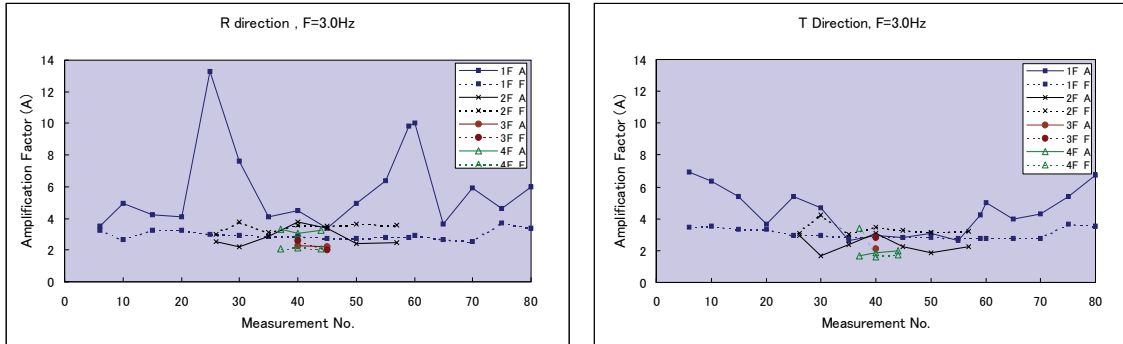 R direction , F=3.0Hz
Amplification Factor (A)
14
12
10
8
6
4
2
0
0 10 20 30 40 50 60 70 80
Measurement No.
1F A
1F F
2F A
2F F
3F A
3F F
4F A
4F F
T Direction, F=3.0Hz
Amplification Factor (A)
14
12
10
8
6
4
2
0
0 10 20 30 40 50 60 70 80
Measurement No.
1F A
1F F
2F A
2F F
3F A
3F F
4F A
4F F